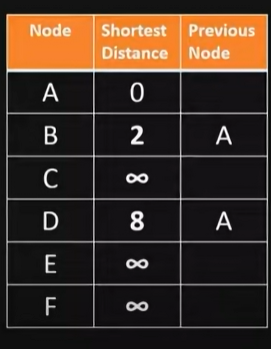 Node Shortest Distance Previous Node
A 0
B 2 A
C ∞
D 8 A
E ∞
F ∞